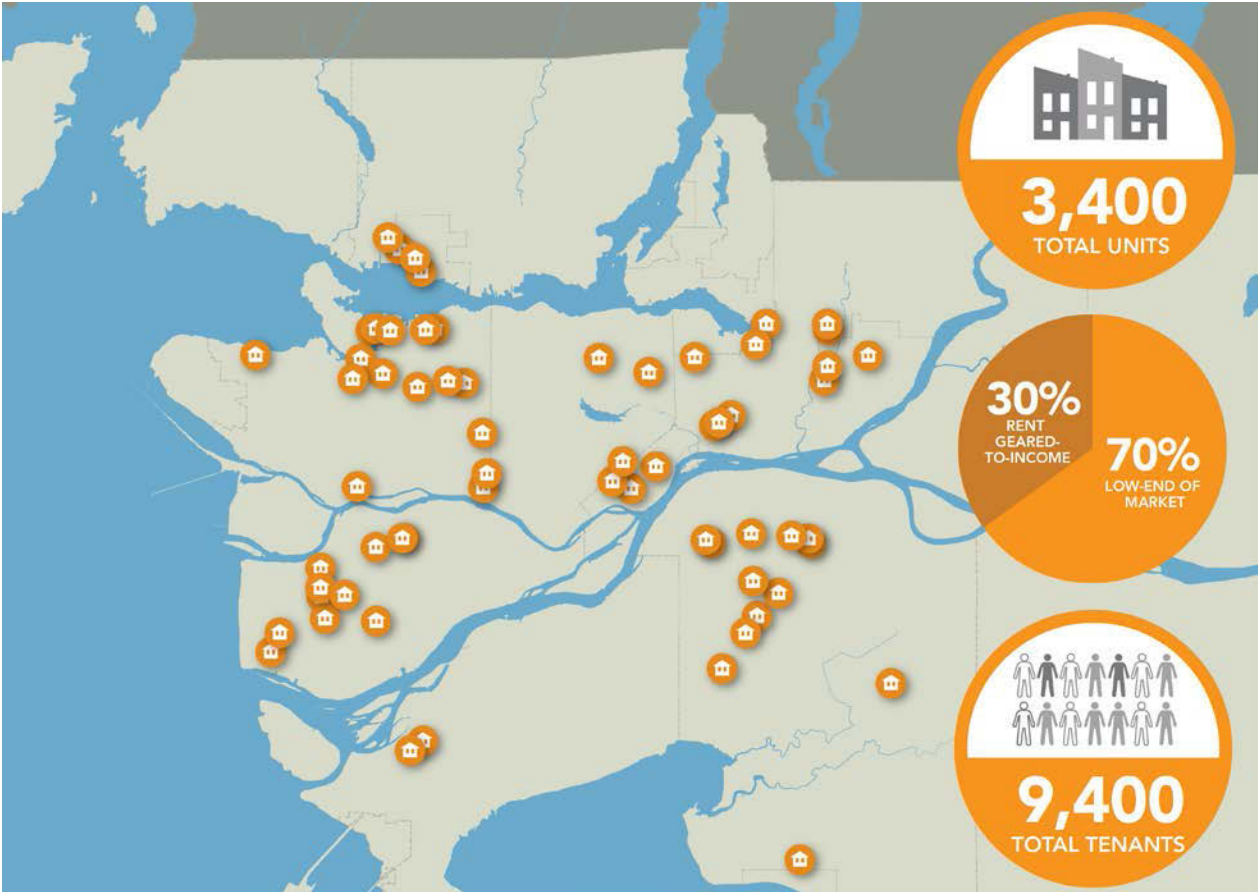 3,400
TOTAL UNITS
30%
RENT
GEARED-
TO-INCOME
70%
LOW-END OF
MARKET
9,400
TOTAL TENANTS